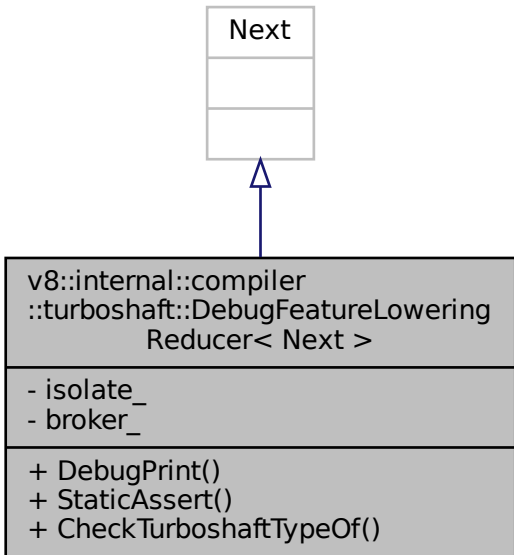 Next
v8::internal::compiler
::turboshaft::DebugFeatureLowering
Reducer< Next >
- isolate_
- broker_
+ DebugPrint()
+ StaticAssert()
+ CheckTurboshaftTypeOf()